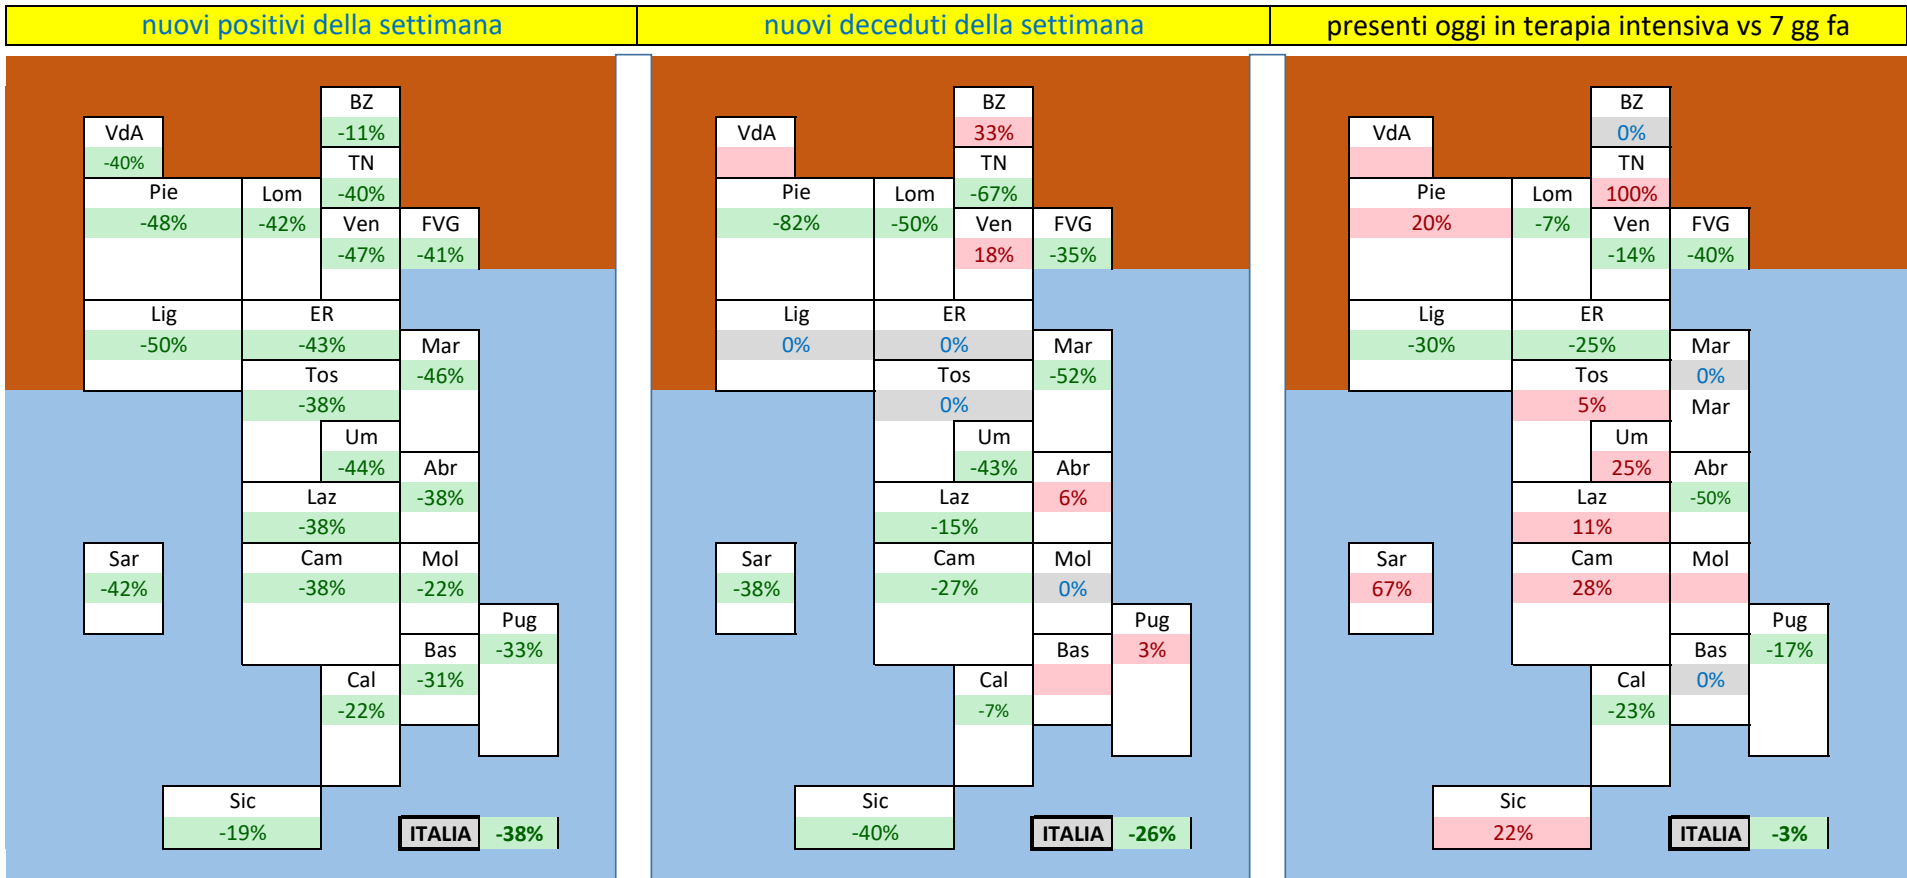 nuovi positivi della settimana
BZ
-11%
VdA
-40%
TN
-40%
Pie
-48%
Lom
-42%
Ven
-47%
FVG
-41%
Lig
-50%
ER
-43%
Mar
-46%
Tos
-38%
Um
-44%
Abr
-38%
Laz
-38%
Sar
-42%
Cam
-38%
Mol
-22%
Pug
-33%
Bas
-31%
Cal
-22%
Sic
-19%
ITALIA -38%
nuovi deceduti della settimana
BZ
33%
VdA
TN
-67%
Pie
-82%
Lom
-50%
Ven
18%
FVG
-35%
Lig
0%
ER
0%
Mar
-52%
Tos
0%
Um
-43%
Abr
6%
Laz
-15%
Sar
-38%
Cam
-27%
Mol
0%
Pug
3%
Bas
Cal
-7%
Sic
-40%
ITALIA -26%
presenti oggi in terapia intensiva vs 7 gg fa
BZ
0%
VdA
TN
100%
Pie
20%
Lom
-7%
Ven
-14%
FVG
-40%
Lig
-30%
ER
-25%
Mar
0%
Mar
Tos
5%
Um
25%
Abr
-50%
Laz
11%
Sar
67%
Cam
28%
Mol
Pug
-17%
Bas
0%
Cal
-23%
Sic
22%
ITALIA -3%